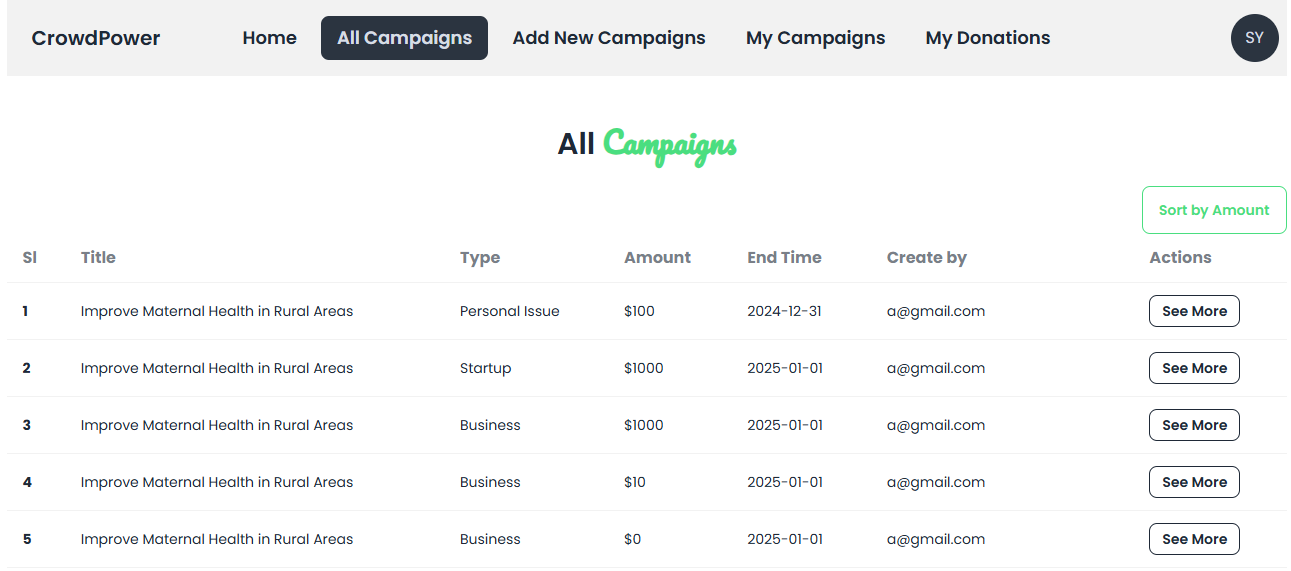 CrowdPower Home All Campaigns Add New Campaigns My Campaigns My Donations SY
All Campaigns
Sort by Amount
Sl Title Type Amount End Time Create by Actions
1 Improve Maternal Health in Rural Areas Personal Issue $100 2024-12-31 a@gmail.com See More
2 Improve Maternal Health in Rural Areas Startup $1000 2025-01-01 a@gmail.com See More
3 Improve Maternal Health in Rural Areas Business $1000 2025-01-01 a@gmail.com See More
4 Improve Maternal Health in Rural Areas Business $10 2025-01-01 a@gmail.com See More
5 Improve Maternal Health in Rural Areas Business $0 2025-01-01 a@gmail.com See More